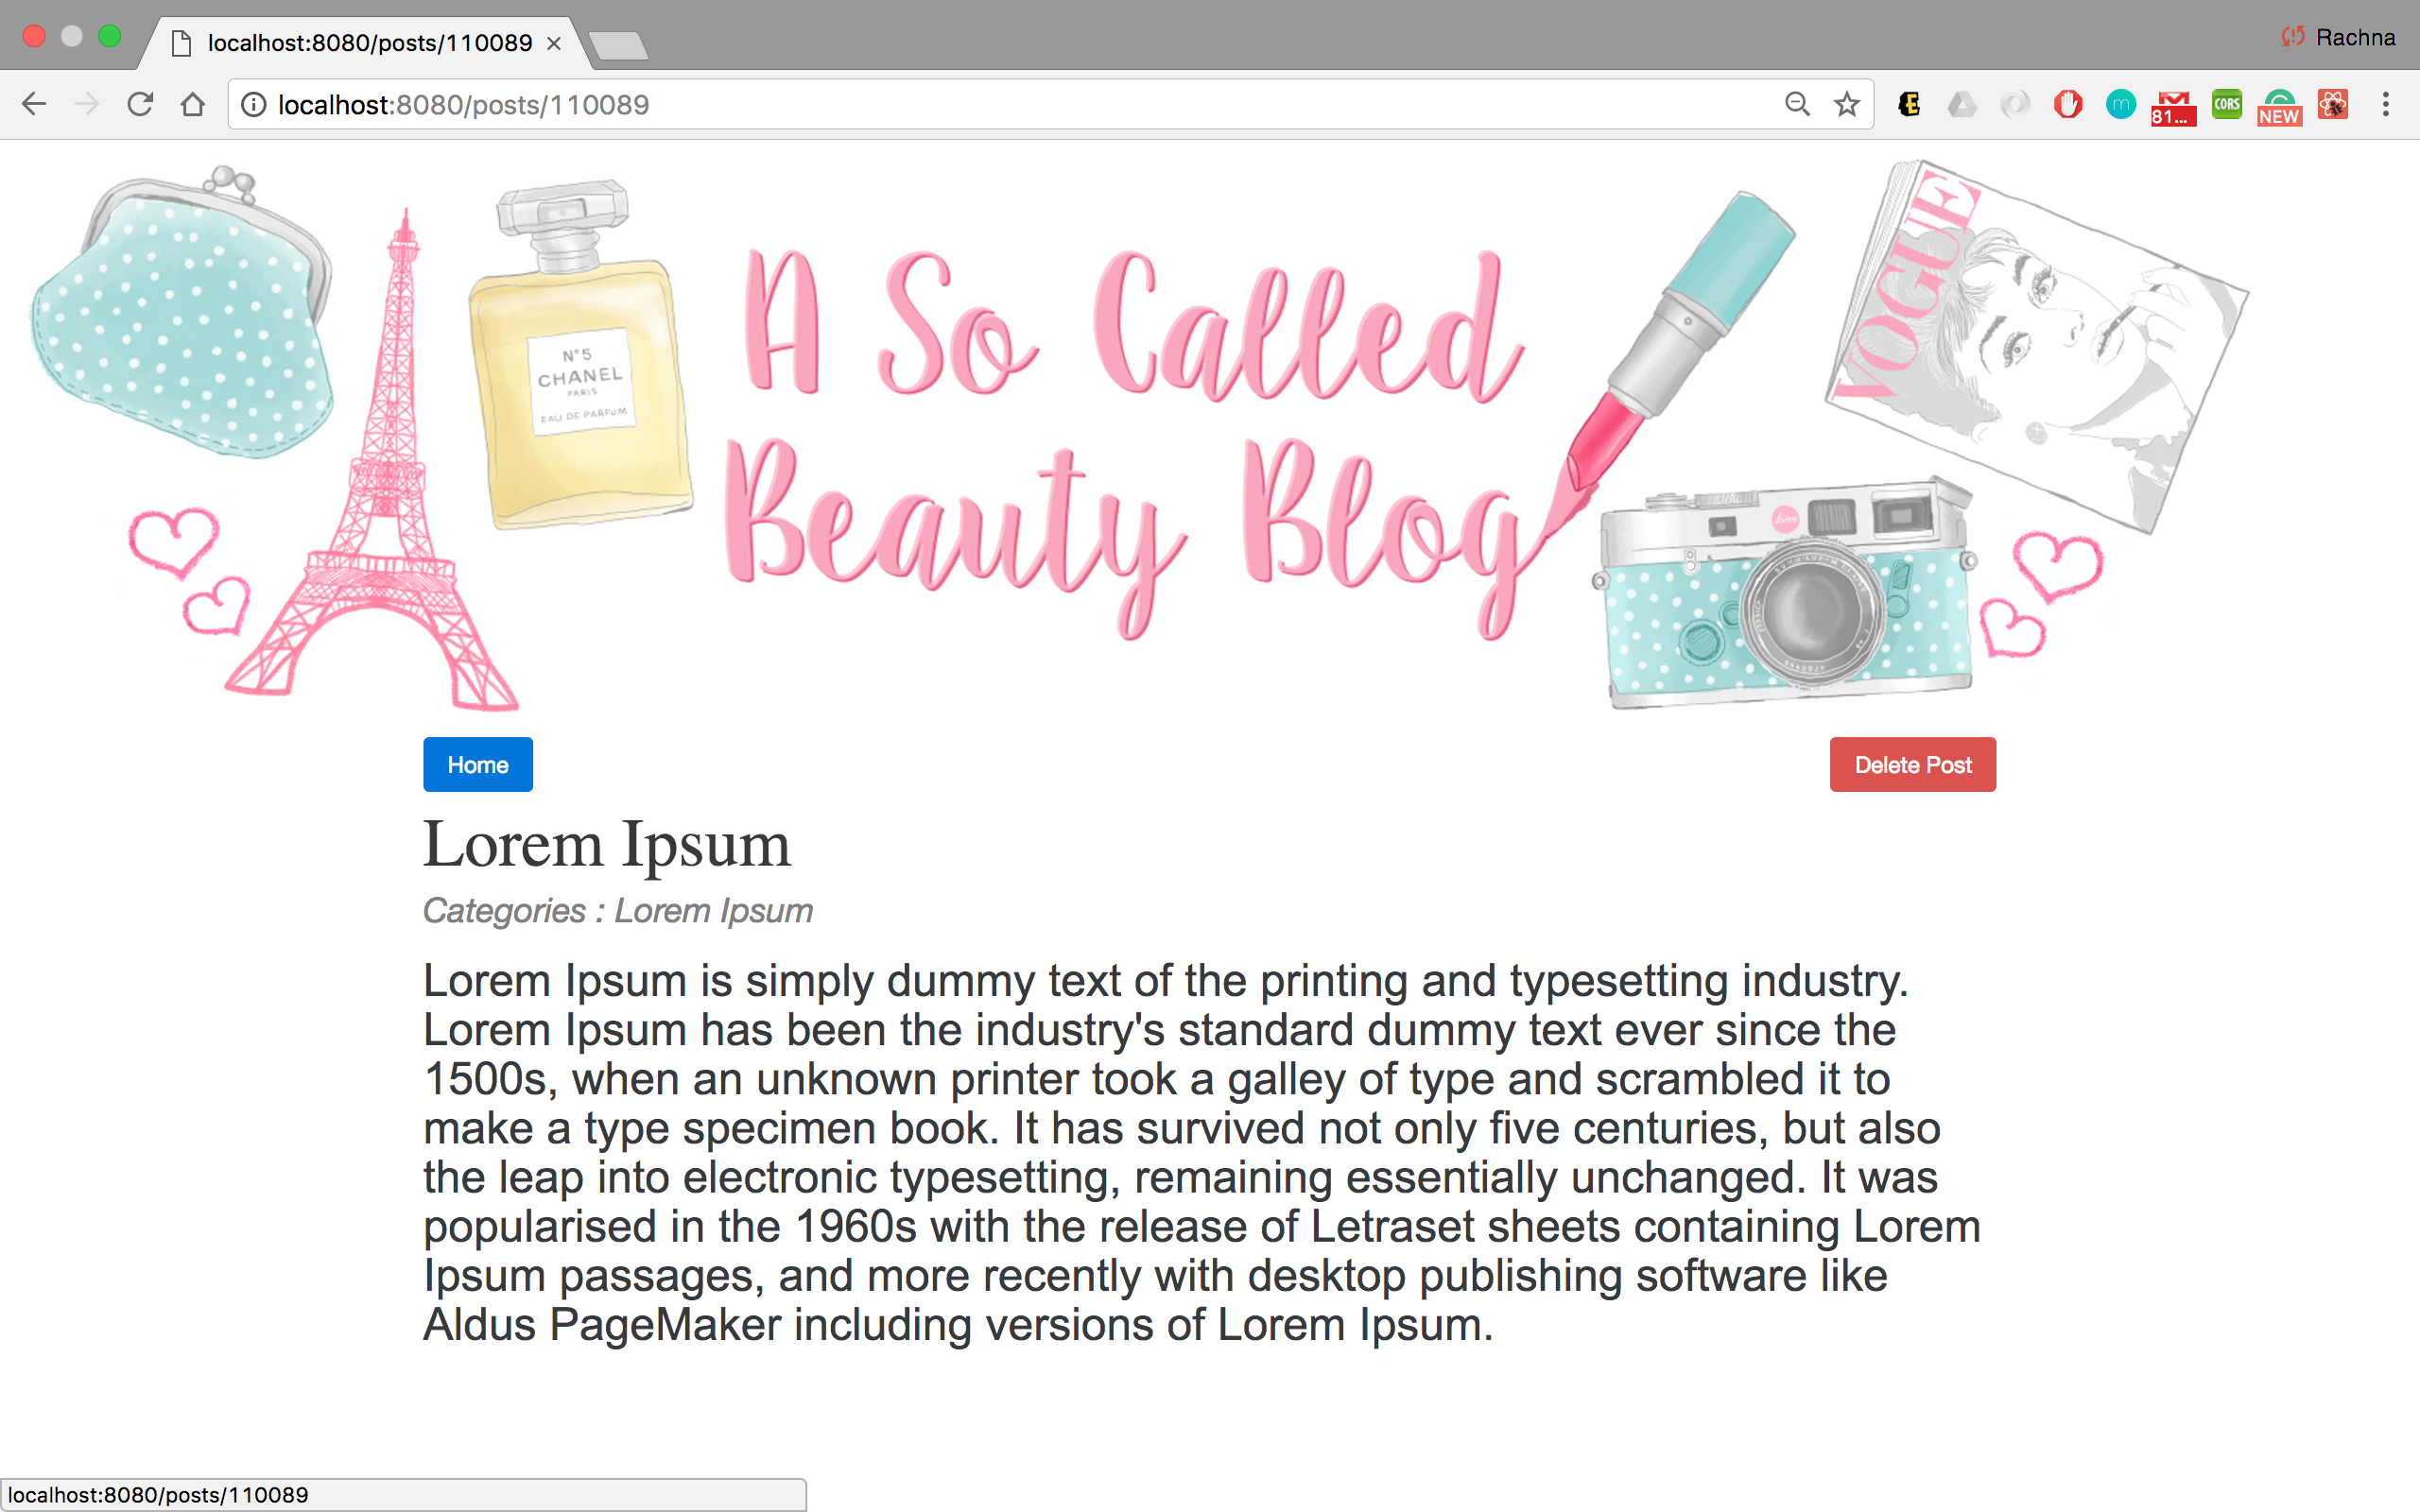 localhost:8080/posts/110089
Rachna
localhost:8080/posts/110089
m
81...
CORS
NEW
N°5
CHANEL
PARIS
EAU DE PARFUM
A So Called
Beauty Blog
VOGUE
Leica
Home
Delete Post
Lorem Ipsum
Categories : Lorem Ipsum
Lorem Ipsum is simply dummy text of the printing and typesetting industry.
Lorem Ipsum has been the industry's standard dummy text ever since the
1500s, when an unknown printer took a galley of type and scrambled it to
make a type specimen book. It has survived not only five centuries, but also
the leap into electronic typesetting, remaining essentially unchanged. It was
popularised in the 1960s with the release of Letraset sheets containing Lorem
Ipsum passages, and more recently with desktop publishing software like
Aldus PageMaker including versions of Lorem Ipsum.
localhost:8080/posts/110089